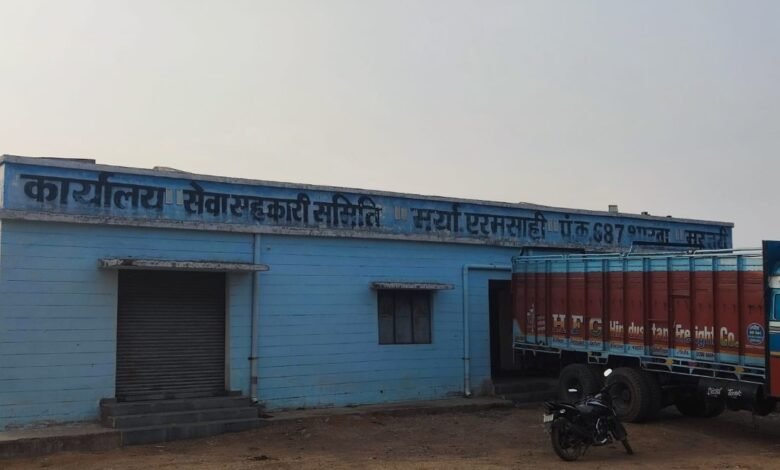 कार्यालय सेवा सहकारी समिति मर्या. एरमसाही पं.क्र. 687 शाखा
H.F.C Hindustan Freight Co.